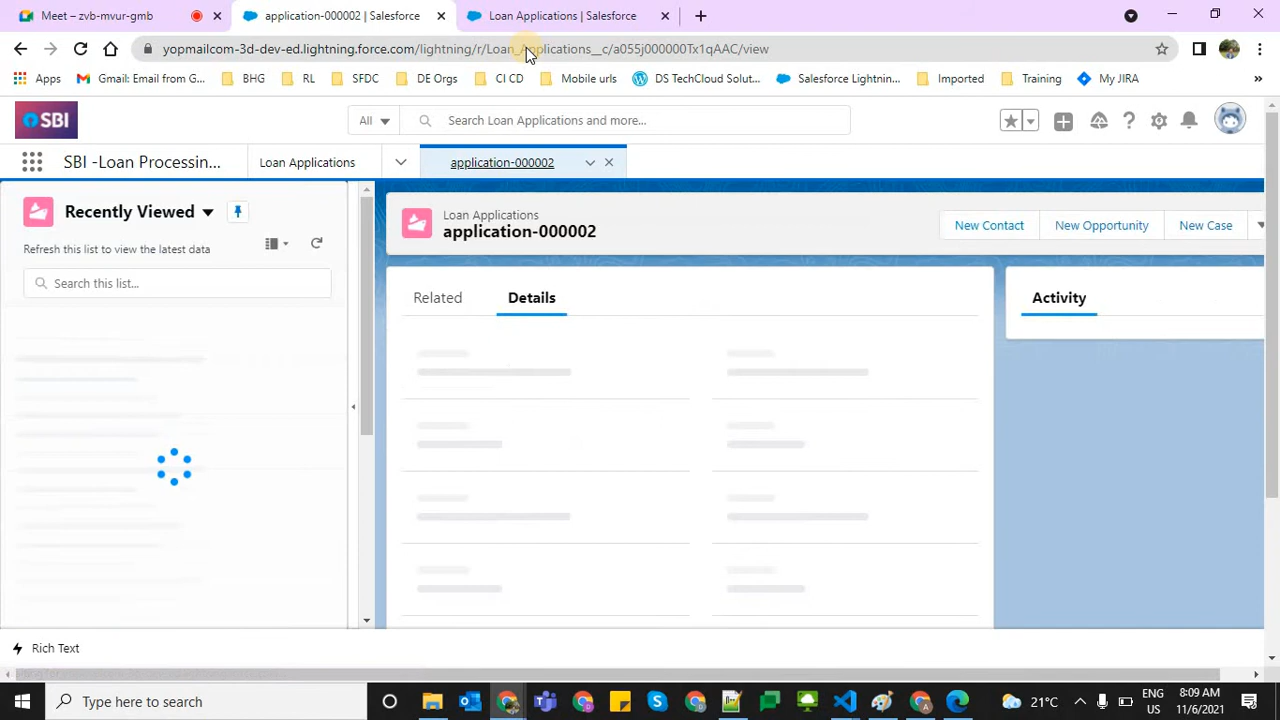 Meet – zvb-mvur-gmb
application-000002 | Salesforce
Loan Applications | Salesforce
yopmailcom-3d-dev-ed.lightning.force.com/lightning/r/Loan_Applications__c/a055j000000Tx1qAAC/view
Apps
Gmail: Email from G...
BHG
RL
SFDC
DE Orgs
CI CD
Mobile urls
DS TechCloud Solut...
Salesforce Lightnin...
Imported
Training
My JIRA
»
SBI
All
Search Loan Applications and more...
SBI -Loan Processin...
Loan Applications
application-000002
Recently Viewed
Refresh this list to view the latest data
Search this list...
Loan Applications
application-000002
New Contact
New Opportunity
New Case
Related
Details
Activity
Rich Text
Type here to search
21°C
ENG
US
8:09 AM
11/6/2021